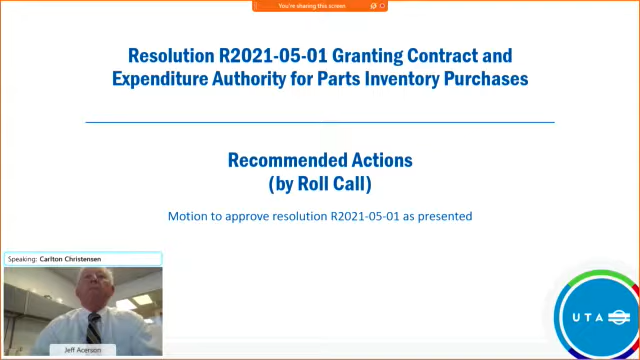 You're sharing this screen
Resolution R2021-05-01 Granting Contract and
Expenditure Authority for Parts Inventory Purchases
Recommended Actions
(by Roll Call)
Motion to approve resolution R2021-05-01 as presented
Speaking: Carlton Christensen
Jeff Acerson
UTA